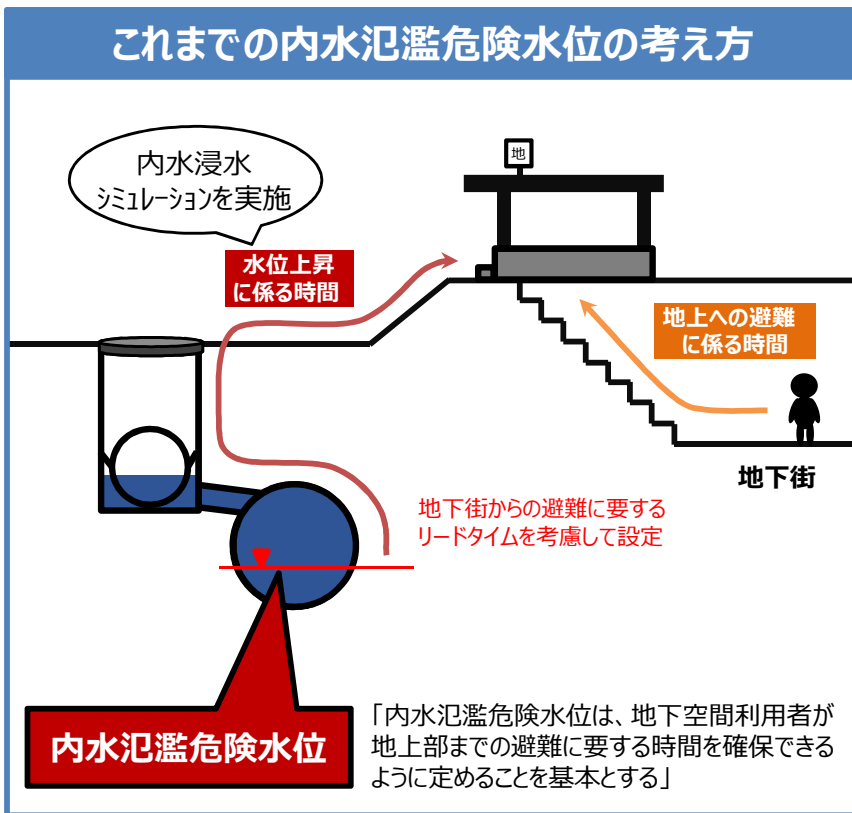 これまでの内水氾濫危険水位の考え方
内水浸水
シミュレーションを実施
地
水位上昇
に係る時間
地上への避難
に係る時間
地下街
地下街からの避難に要する
リードタイムを考慮して設定
内水氾濫危険水位
「内水氾濫危険水位は、地下空間利用者が
地上部までの避難に要する時間を確保できる
ように定めることを基本とする」